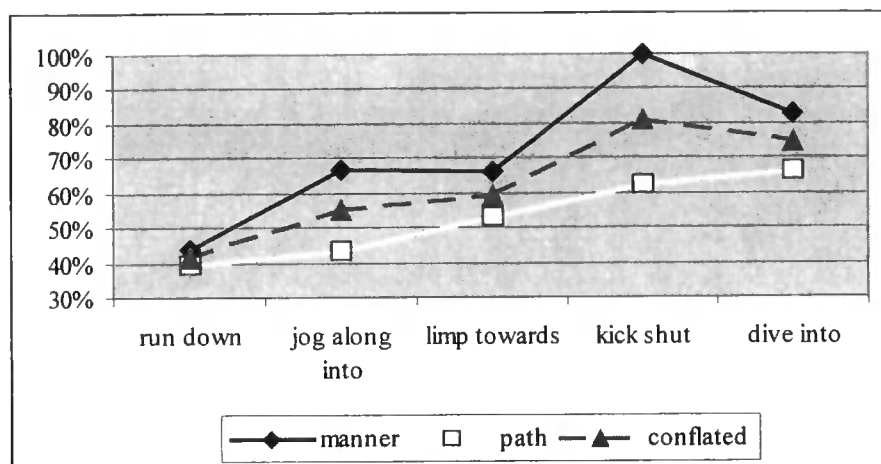 100%
90%
80%
70%
60%
50%
40%
30%
run down
jog along
into
limp towards
kick shut
dive into
manner
path
conflated